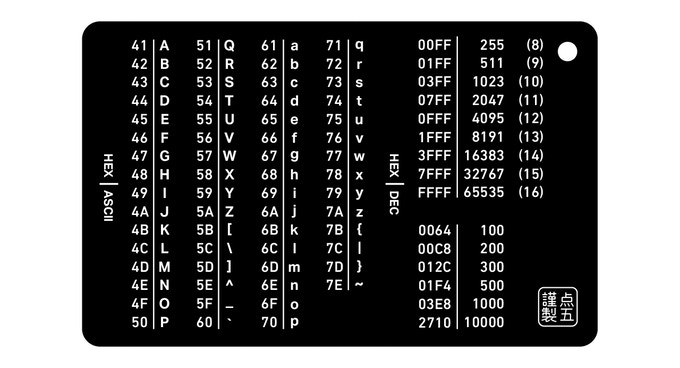 41 A 51 Q 61 a 71 q 00FF 255 (8)
42 B 52 R 62 b 72 r 01FF 511 (9)
43 C 53 S 63 c 73 s 03FF 1023 (10)
44 D 54 T 64 d 74 t 07FF 2047 (11)
45 E 55 U 65 e 75 u 0FFF 4095 (12)
46 F 56 V 66 f 76 v 1FFF 8191 (13)
47 G 57 W 67 g 77 w 3FFF 16383 (14)
48 H 58 X 68 h 78 x 7FFF 32767 (15)
49 I 59 Y 69 i 79 y FFFF 65535 (16)
4A J 5A Z 6A j 7A z
4B K 5B [ 6B k 7B { 0064 100
4C L 5C \ 6C l 7C | 00C8 200
4D M 5D ] 6D m 7D } 012C 300
4E N 5E ^ 6E n 7E ~ 01F4 500
4F O 5F _ 6F o 03E8 1000
50 P 60 ` 70 p 2710 10000
HEX | ASCII
HEX | DEC
点五
謹製